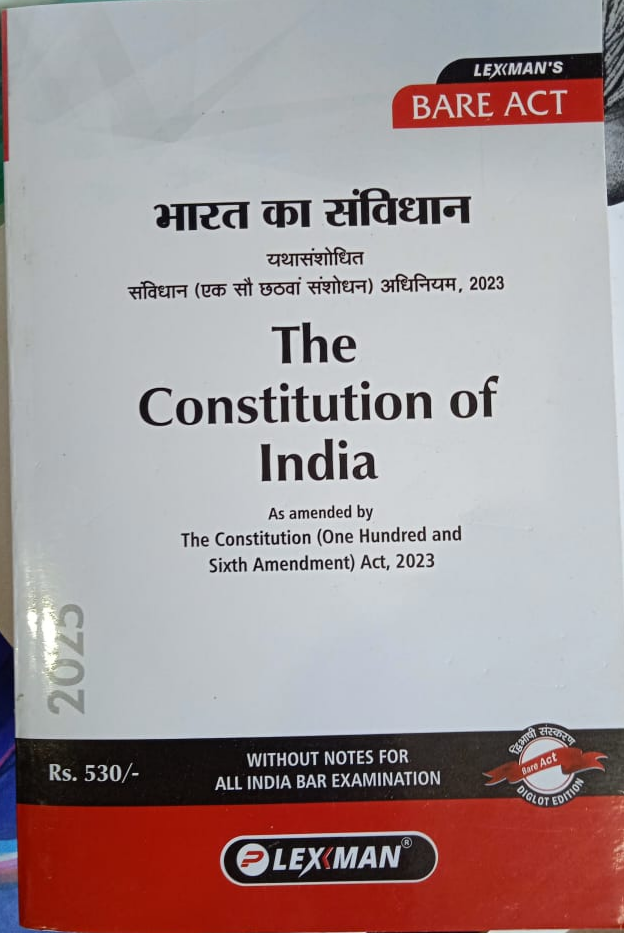 LEXMAN'S
BARE ACT
भारत का संविधान
यथासंशोधित
संविधान (एक सौ छठवां संशोधन) अधिनियम, 2023
The
Constitution of
India
As amended by
The Constitution (One Hundred and
Sixth Amendment) Act, 2023
2025
Rs. 530/-
WITHOUT NOTES FOR
ALL INDIA BAR EXAMINATION
द्विभाषी संस्करण
Bare Act
DIGLOT EDITION
LEXMAN®